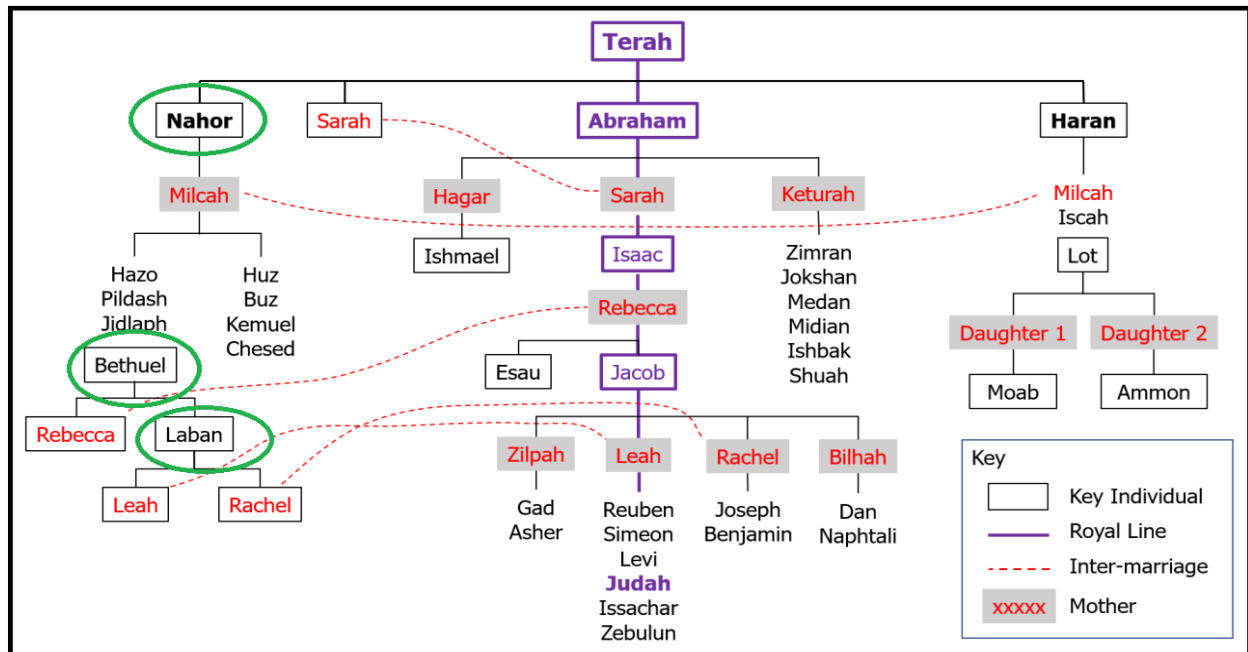 Terah
Nahor
Sarah
Abraham
Haran
Milcah
Hagar
Sarah
Keturah
Milcah
Iscah
Ishmael
Isaac
Lot
Hazo
Pildash
Jidlaph
Huz
Buz
Kemuel
Chesed
Zimran
Jokshan
Medan
Midian
Ishbak
Shuah
Rebecca
Daughter 1
Daughter 2
Bethuel
Esau
Jacob
Moab
Ammon
Rebecca
Laban
Zilpah
Leah
Rachel
Bilhah
Leah
Rachel
Gad
Asher
Reuben
Simeon
Levi
Judah
Issachar
Zebulun
Joseph
Benjamin
Dan
Naphtali
Key
Key Individual
Royal Line
Inter-marriage
xxxxx Mother